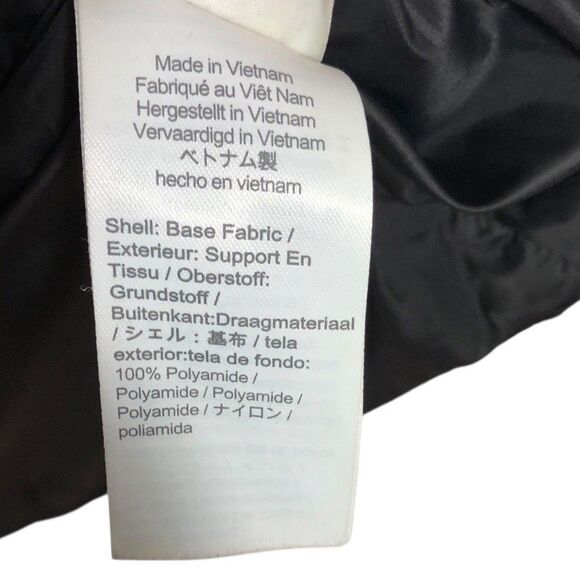 Made in Vietnam
Fabriqué au Viêt Nam
Hergestellt in Vietnam
Vervaardigd in Vietnam
ベトナム製
hecho en vietnam
Shell: Base Fabric /
Exterieur: Support En
Tissu / Oberstoff:
Grundstoff /
Buitenkant:Draagmateriaal
/ シェル：基布 / tela
exterior:tela de fondo:
100% Polyamide /
Polyamide / Polyamide /
Polyamide / ナイロン /
poliamida